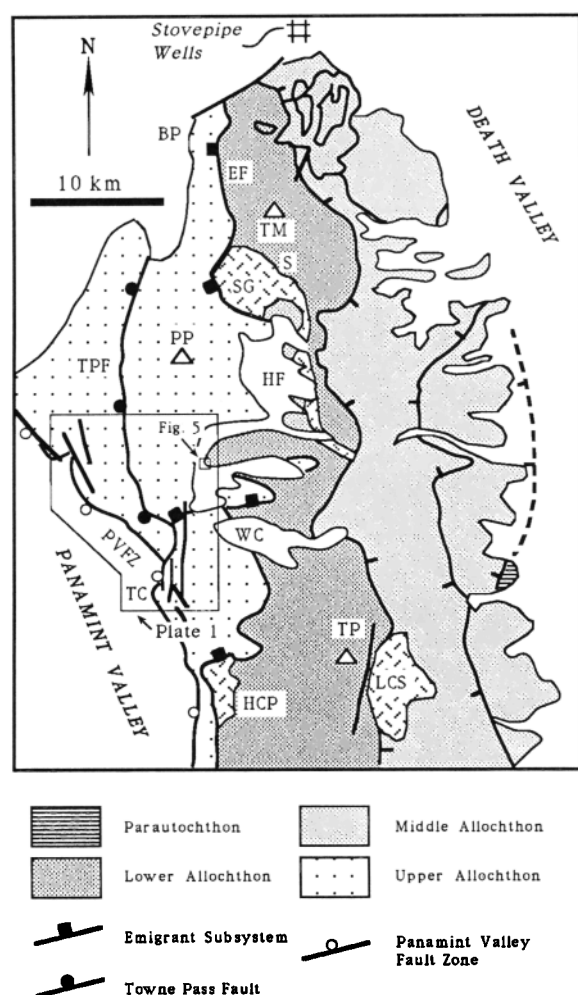 Stovepipe
Wells
N
BP
DEATH VALLEY
EF
10 km
TM
S
SG
PP
TPF
HF
Fig. 5
WC
PVFZ
TC
Plate 1
TP
PANAMINT VALLEY
LCS
HCP
Parautochthon
Middle Allochthon
Lower Allochthon
Upper Allochthon
Emigrant Subsystem
Panamint Valley
Fault Zone
Towne Pass Fault